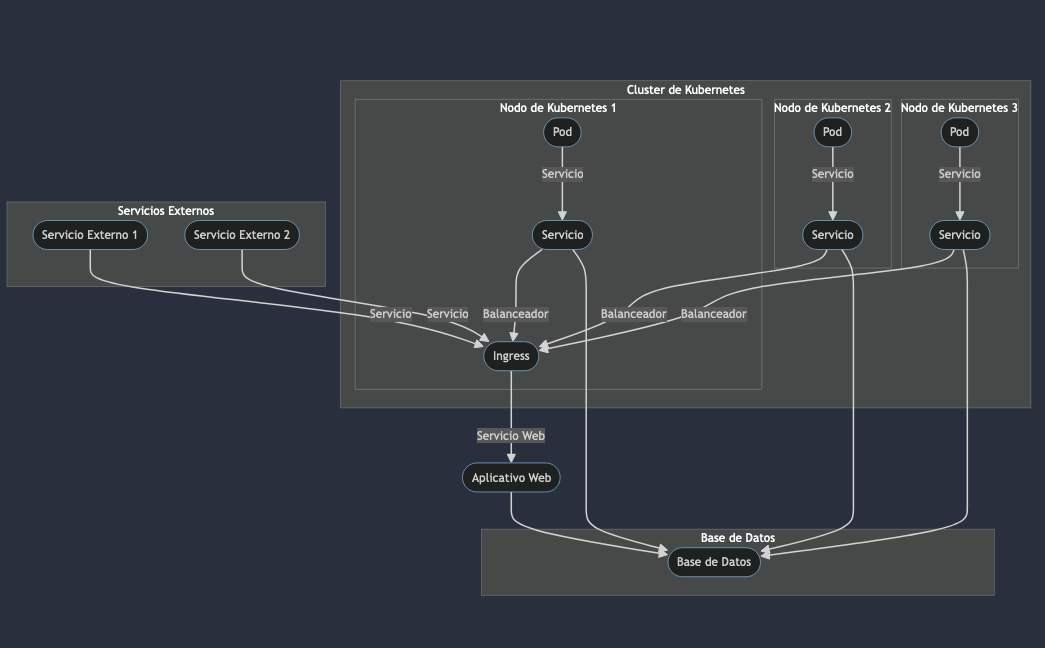 Cluster de Kubernetes
Nodo de Kubernetes 1
Nodo de Kubernetes 2
Nodo de Kubernetes 3
Pod
Pod
Pod
Servicio
Servicio
Servicio
Servicios Externos
Servicio Externo 1
Servicio Externo 2
Servicio
Servicio
Servicio
Servicio
Servicio
Balanceador
Balanceador
Balanceador
Ingress
Servicio Web
Aplicativo Web
Base de Datos
Base de Datos